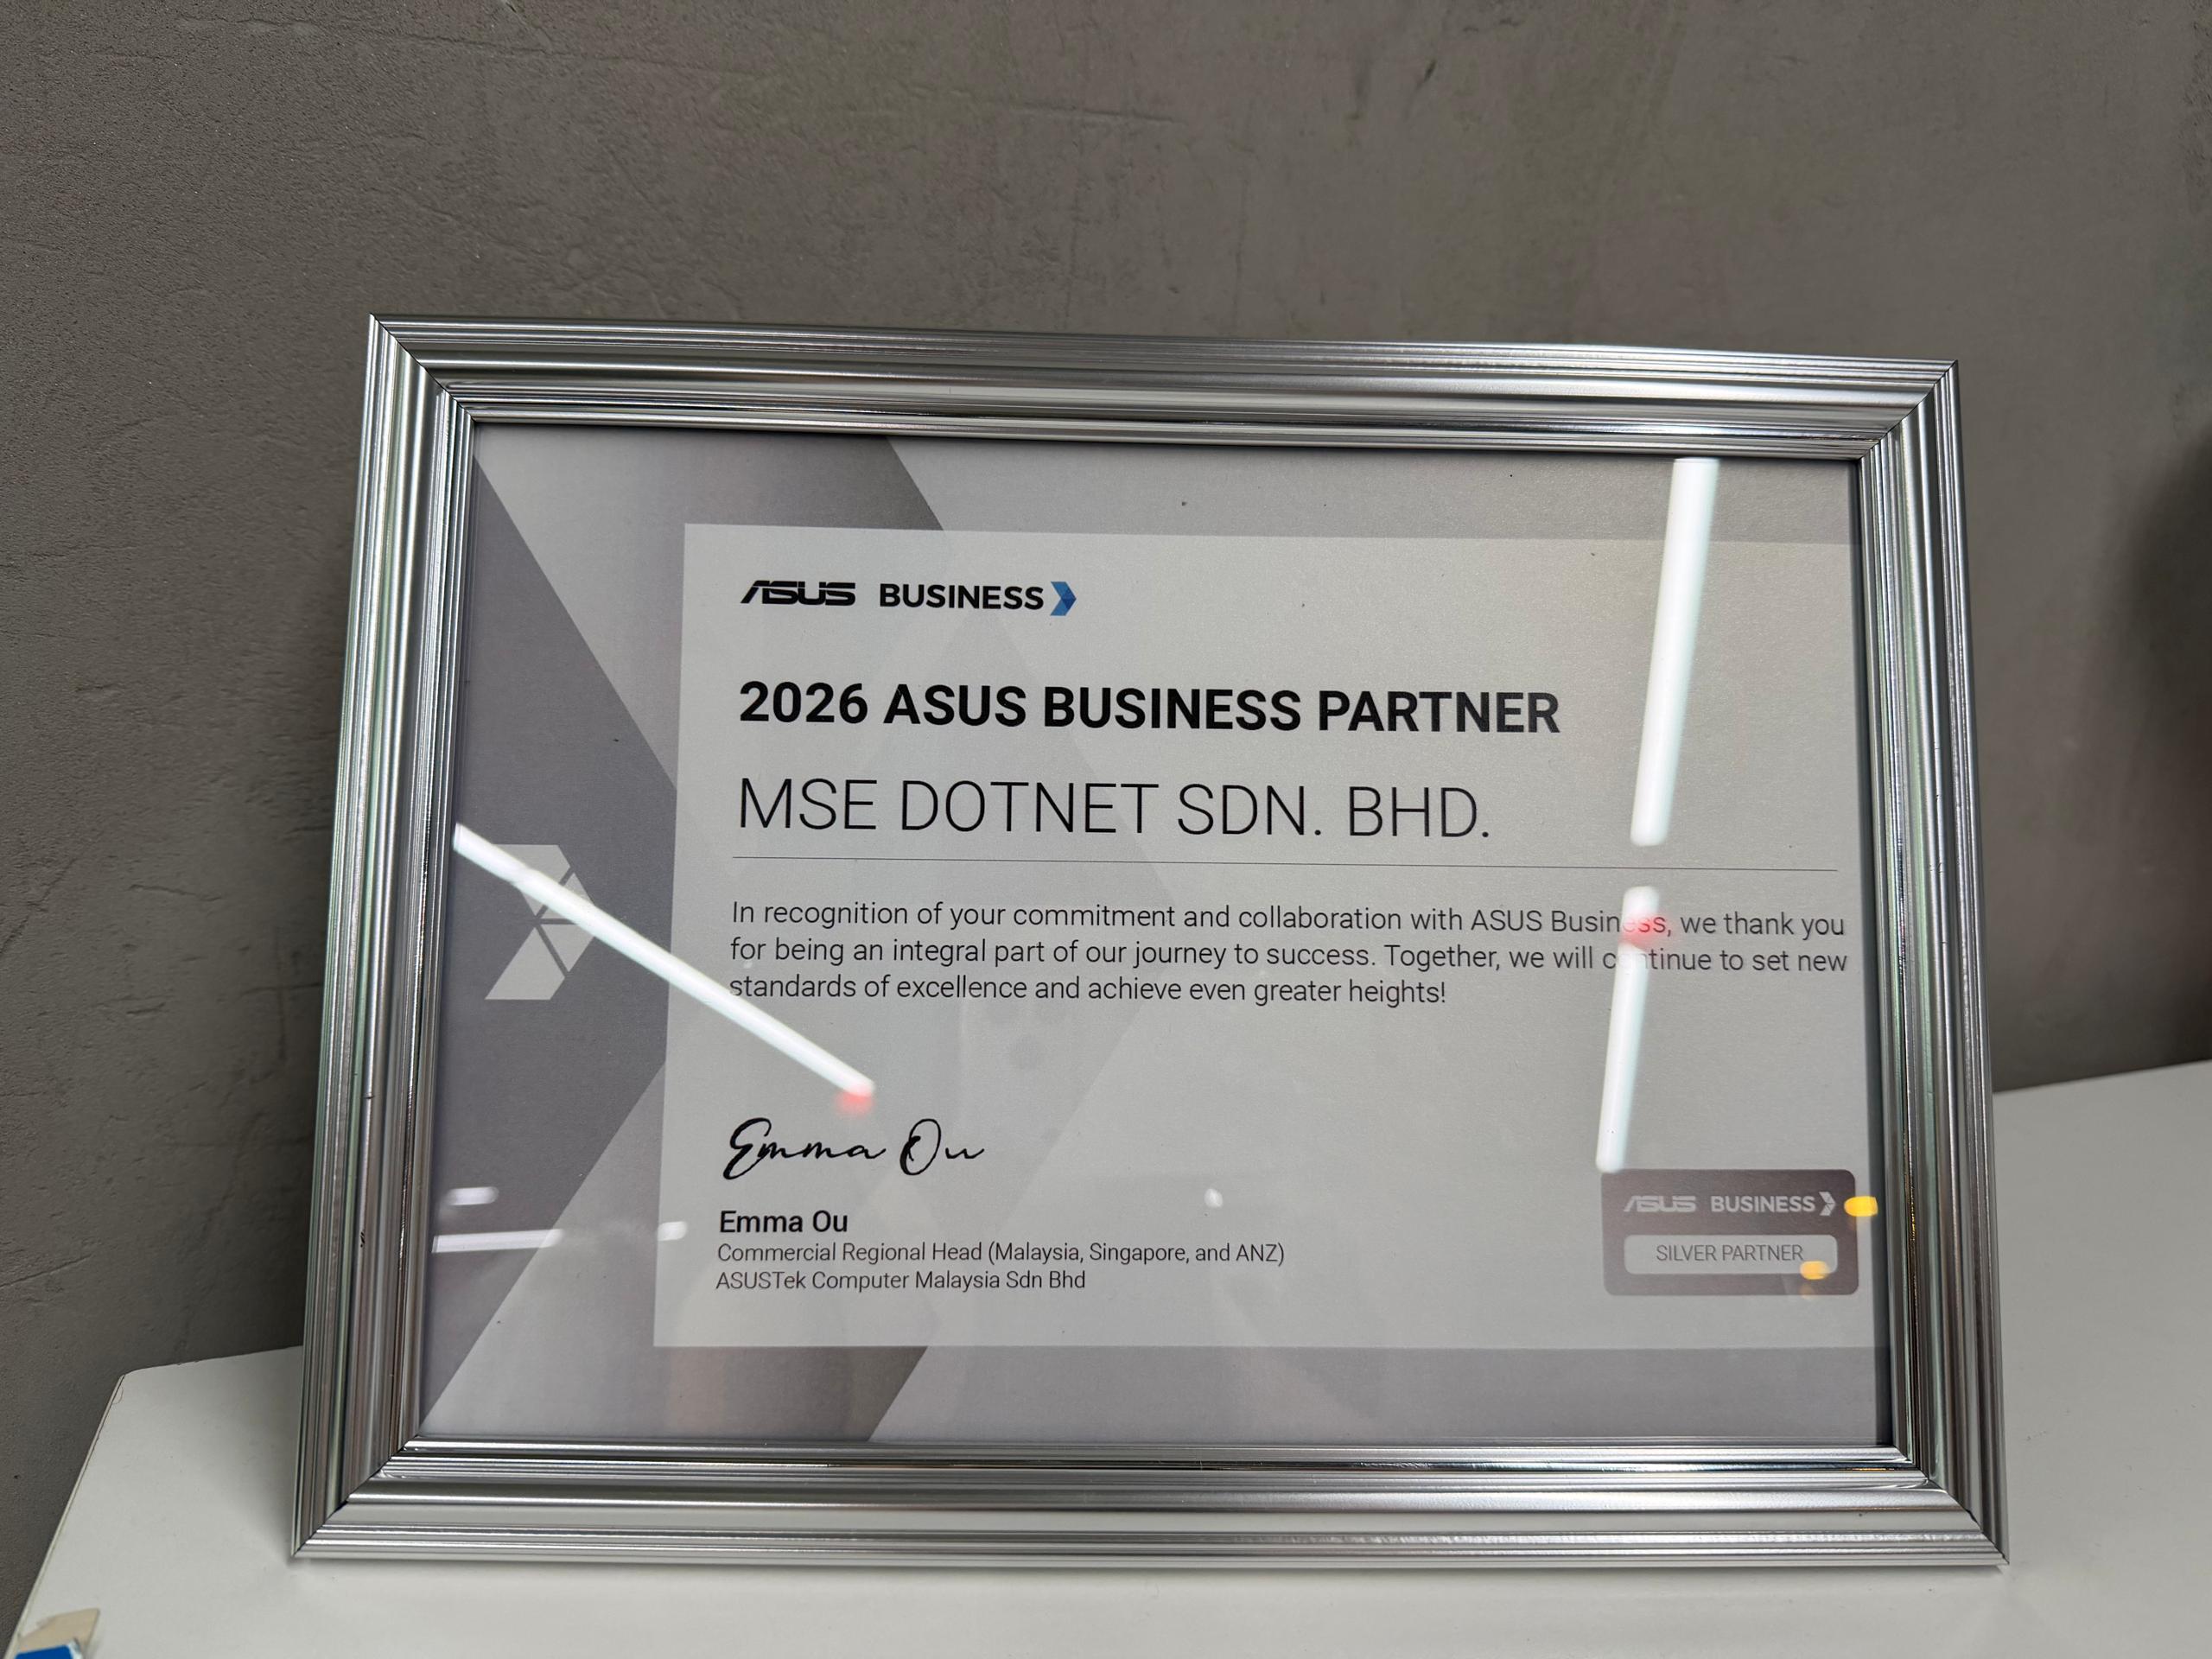 ASUS BUSINESS
2026 ASUS BUSINESS PARTNER
MSE DOTNET SDN. BHD.
In recognition of your commitment and collaboration with ASUS Business, we thank you
for being an integral part of our journey to success. Together, we will continue to set new
standards of excellence and achieve even greater heights!
Emma Ou
Emma Ou
Commercial Regional Head (Malaysia, Singapore, and ANZ)
ASUSTek Computer Malaysia Sdn Bhd
ASUS BUSINESS
SILVER PARTNER